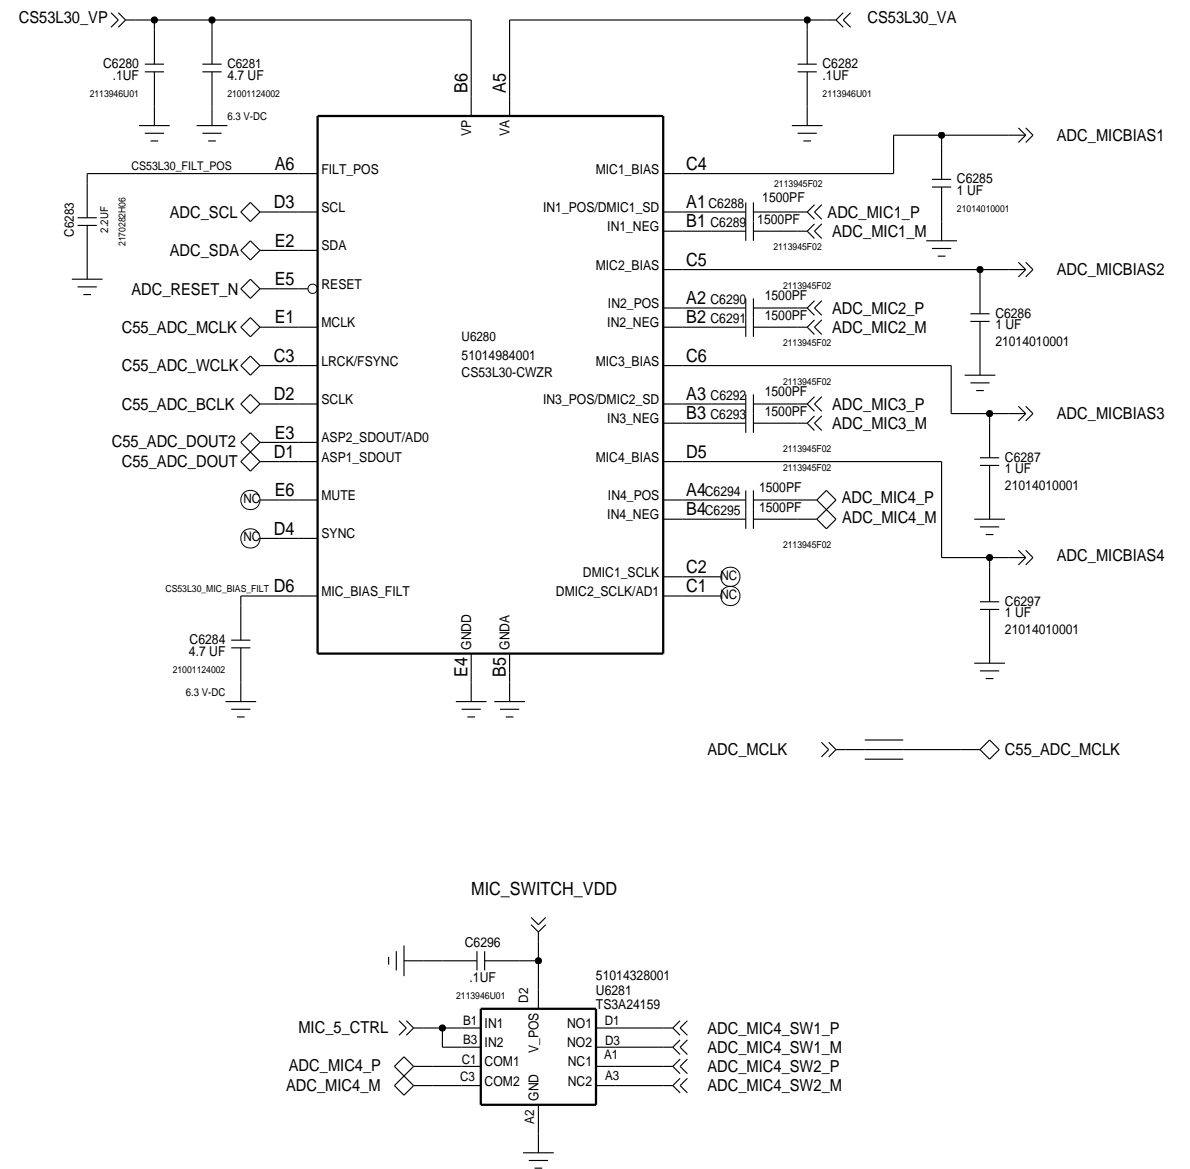 CS53L30_VP
CS53L30_VA
C6280
.1UF
2113946U01
C6281
4.7 UF
21001124002
6.3 V-DC
B6
A5
C6282
.1UF
2113946U01
VP
VA
CS53L30_FILT_POS
A6
FILT_POS
C6283
2.2UF
2170282H06
ADC_SCL
D3
SCL
ADC_SDA
E2
SDA
ADC_RESET_N
E5
RESET
C55_ADC_MCLK
E1
MCLK
C55_ADC_WCLK
C3
LRCK/FSYNC
C55_ADC_BCLK
D2
SCLK
C55_ADC_DOUT2
E3
ASP2_SDOUT/AD0
C55_ADC_DOUT
D1
ASP1_SDOUT
NC
E6
MUTE
NC
D4
SYNC
CS53L30_MIC_BIAS_FILT
D6
MIC_BIAS_FILT
C6284
4.7 UF
21001124002
6.3 V-DC
U6280
51014984001
CS53L30-CWZR
GNDD
GNDA
E4
B5
MIC1_BIAS
C4
ADC_MICBIAS1
C6285
1 UF
21014010001
2113945F02
IN1_POS/DMIC1_SD
A1
C6288
1500PF
ADC_MIC1_P
IN1_NEG
B1
C6289
1500PF
ADC_MIC1_M
2113945F02
MIC2_BIAS
C5
ADC_MICBIAS2
C6286
1 UF
21014010001
2113945F02
IN2_POS
A2
C6290
1500PF
ADC_MIC2_P
IN2_NEG
B2
C6291
1500PF
ADC_MIC2_M
2113945F02
MIC3_BIAS
C6
ADC_MICBIAS3
C6287
1 UF
21014010001
2113945F02
IN3_POS/DMIC2_SD
A3
C6292
1500PF
ADC_MIC3_P
IN3_NEG
B3
C6293
1500PF
ADC_MIC3_M
2113945F02
MIC4_BIAS
D5
2113945F02
IN4_POS
A4
C6294
1500PF
ADC_MIC4_P
IN4_NEG
B4
C6295
1500PF
ADC_MIC4_M
2113945F02
ADC_MICBIAS4
C6297
1 UF
21014010001
DMIC1_SCLK
C2
NC
DMIC2_SCLK/AD1
C1
NC
ADC_MCLK
C55_ADC_MCLK
MIC_SWITCH_VDD
C6296
.1UF
2113946U01
D2
51014328001
U6281
TS3A24159
MIC_5_CTRL
B1
IN1
B3
IN2
ADC_MIC4_P
C1
COM1
ADC_MIC4_M
C3
COM2
V_POS
GND
A2
NO1
D1
ADC_MIC4_SW1_P
NO2
D3
ADC_MIC4_SW1_M
NC1
A1
ADC_MIC4_SW2_P
NC2
A3
ADC_MIC4_SW2_M